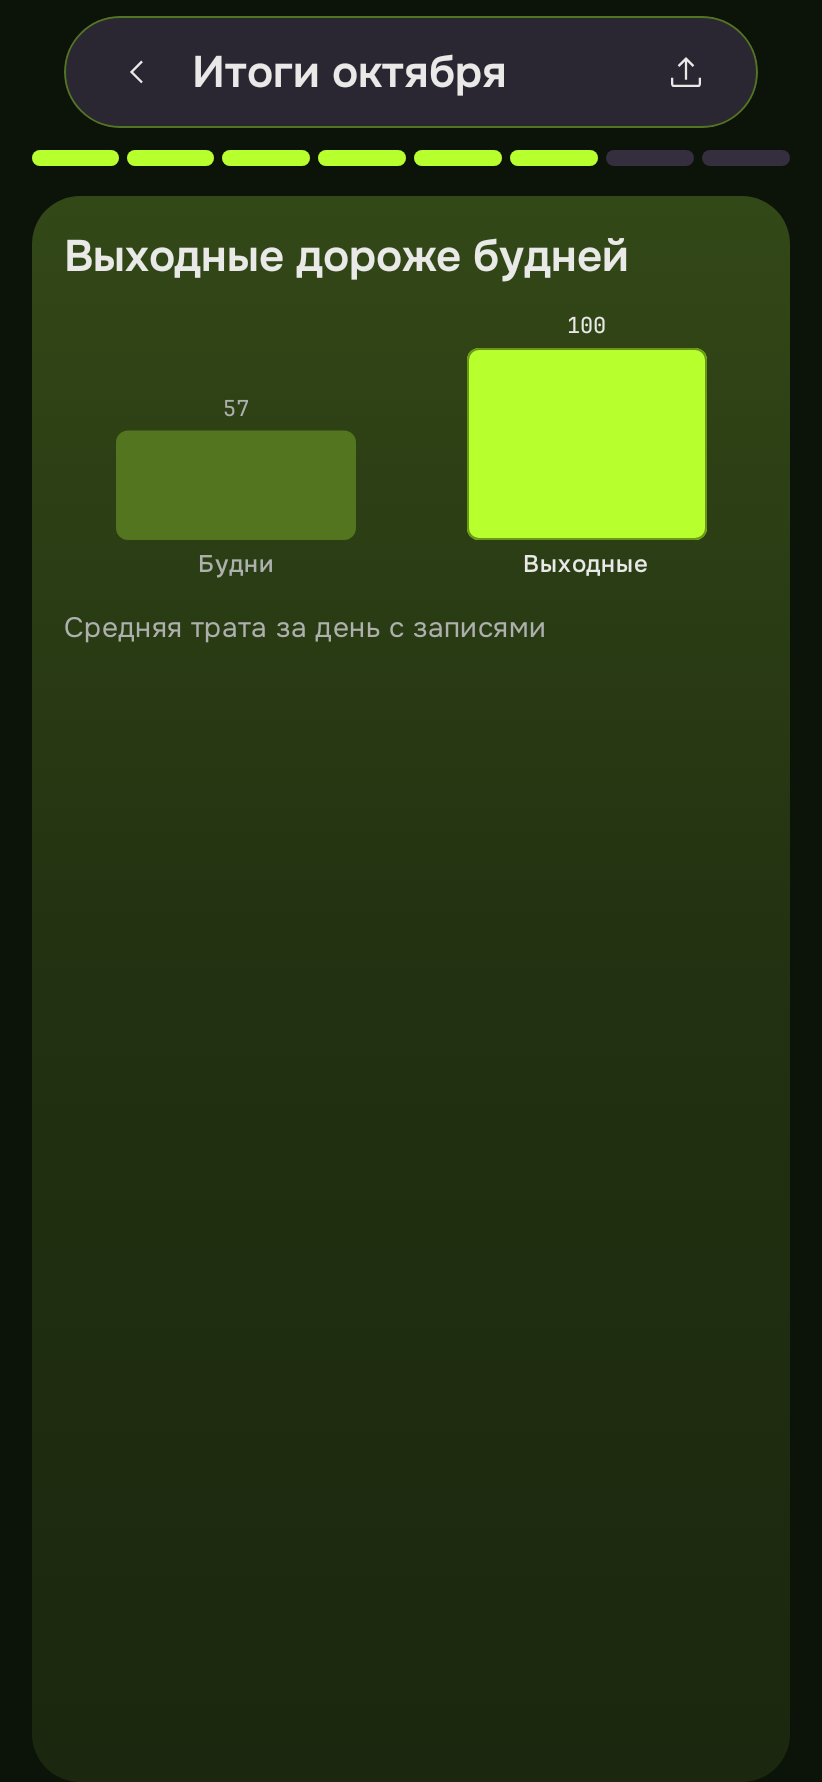 Итоги октября
Выходные дороже будней
100
57
Будни
Выходные
Средняя трата за день с записями